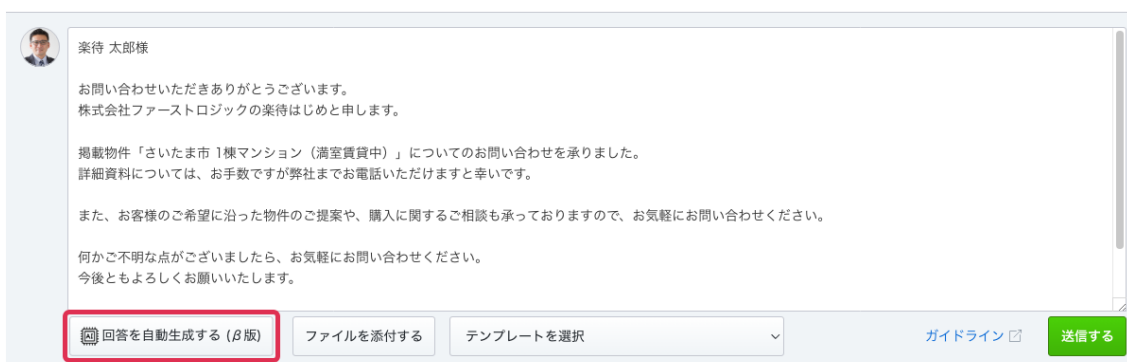 楽待 太郎様
お問い合わせいただきありがとうございます。
株式会社ファーストロジックの楽待はじめと申します。
掲載物件「さいたま市 1棟マンション（満室賃貸中）」についてのお問い合わせを承りました。
詳細資料については、お手数ですが弊社までお電話いただけますと幸いです。
また、お客様のご希望に沿った物件のご提案や、購入に関するご相談も承っておりますので、お気軽にお問い合わせください。
何かご不明な点がございましたら、お気軽にお問い合わせください。
今後ともよろしくお願いいたします。
AI 回答を自動生成する (β版) ファイルを添付する テンプレートを選択 ガイドライン 送信する